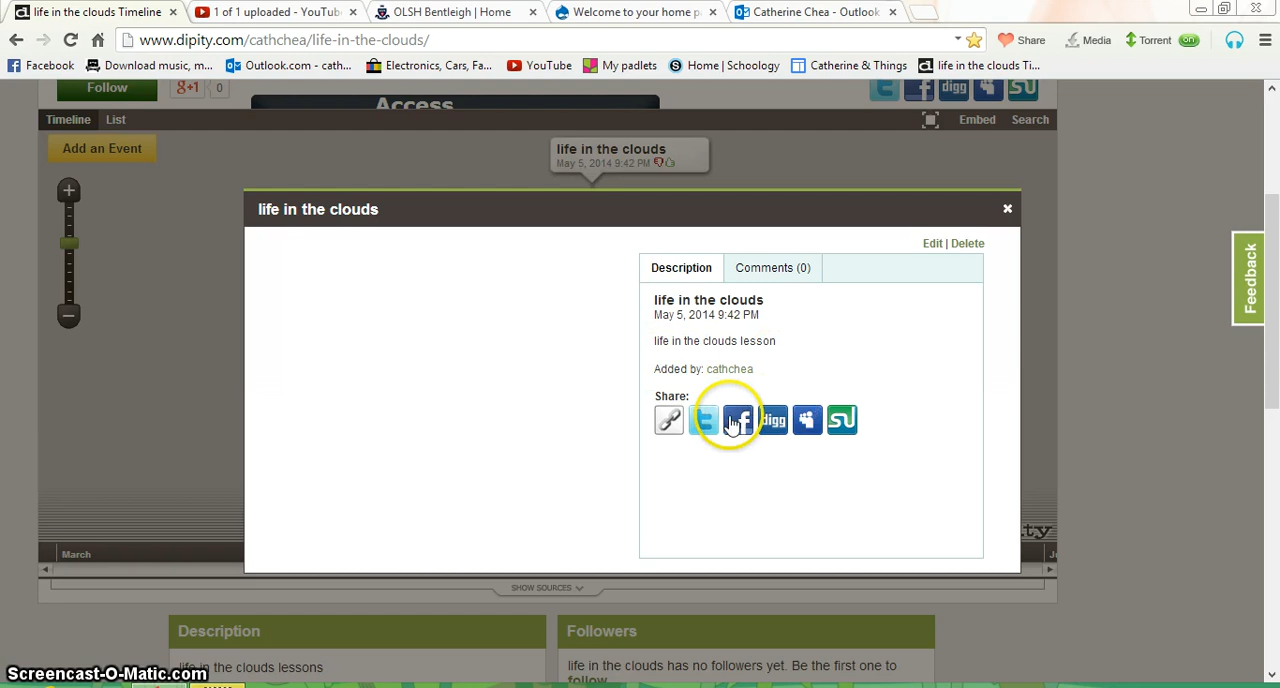 life in the clouds Timeline
1 of 1 uploaded - YouTub
OLSH Bentleigh | Home
Welcome to your home p
Catherine Chea - Outlook
www.dipity.com/cathchea/life-in-the-clouds/
Share
Media
Torrent
on
Facebook
Download music, m...
Outlook.com - cath...
Electronics, Cars, Fa...
YouTube
My padlets
Home | Schoology
Catherine & Things
life in the clouds Ti...
Follow
g+1
0
Access
digg
Timeline
List
Embed
Search
Add an Event
life in the clouds
May 5, 2014 9:42 PM
life in the clouds
Edit | Delete
Description
Comments (0)
life in the clouds
May 5, 2014 9:42 PM
life in the clouds lesson
Added by: cathchea
Share:
digg
Feedback
March
SHOW SOURCES
Description
Followers
life in the clouds lessons
life in the clouds has no followers yet. Be the first one to
follow
Screencast-O-Matic.com